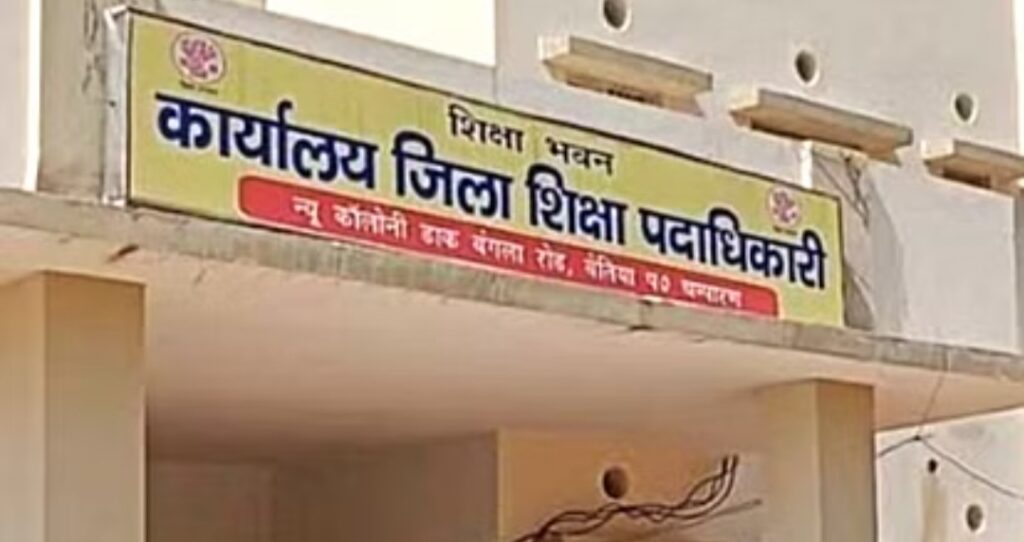 शिक्षा भवन
कार्यालय जिला शिक्षा पदाधिकारी
न्यू कॉलोनी डाक बंगला रोड, बेतिया प० चम्पारण